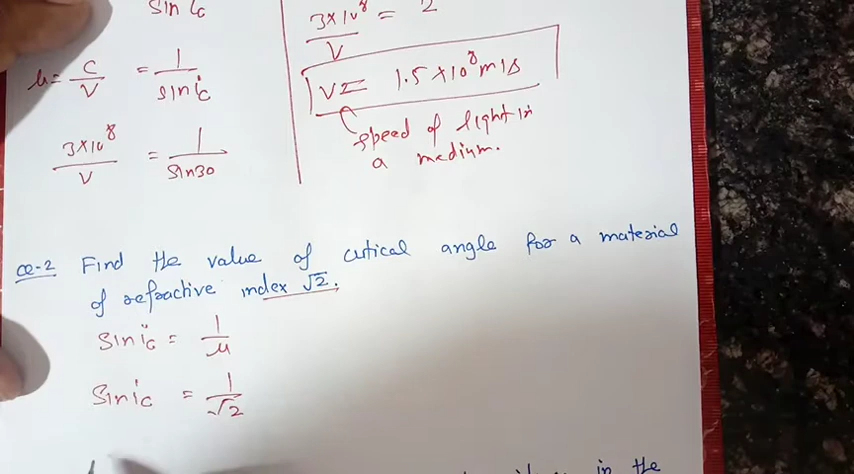 sin ic
μ = c/v = 1/sin ic
3×10⁸/v = 1/sin30
3×10⁸/v = 2
v = 1.5×10⁸ m/s
speed of light in
a medium.
Q-2 Find the value of critical angle for a material
of refractive index √2.
sin ic = 1/μ
sin ic = 1/√2
in the